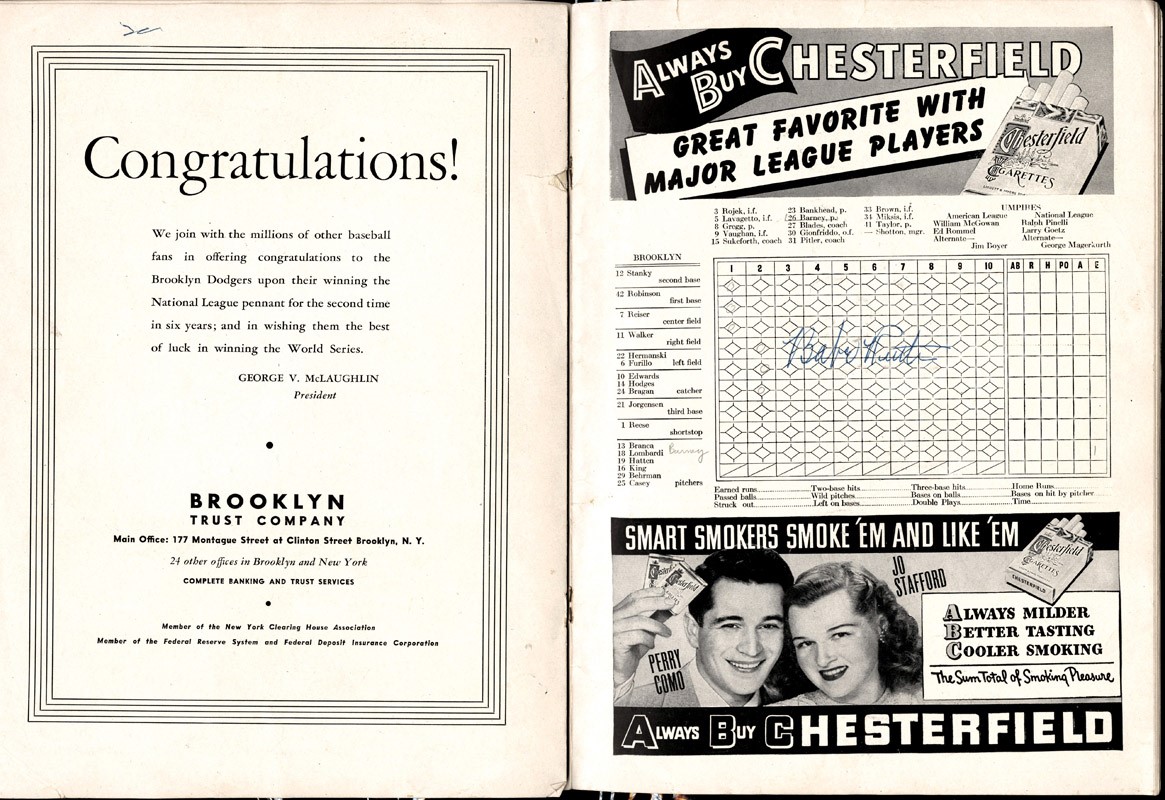 Congratulations!
We join with the millions of other baseball
fans in offering congratulations to the
Brooklyn Dodgers upon their winning the
National League pennant for the second time
in six years; and in wishing them the best
of luck in winning the World Series.
GEORGE V. McLAUGHLIN
President
BROOKLYN
TRUST COMPANY
Main Office: 177 Montague Street at Clinton Street Brooklyn, N. Y.
24 other offices in Brooklyn and New York
COMPLETE BANKING AND TRUST SERVICES
Member of the New York Clearing House Association
Member of the Federal Reserve System and Federal Deposit Insurance Corporation
ALWAYS BUY CHESTERFIELD
GREAT FAVORITE WITH
MAJOR LEAGUE PLAYERS
Chesterfield
CIGARETTES
3 Rojek, i.f.
5 Lavagetto, i.f.
8 Gregg, p.
9 Vaughan, i.f.
15 Sukeforth, coach
23 Bankhead, p.
26 Barney, p.
27 Blades, coach
30 Gionfriddo, o.f.
31 Pitler, coach
33 Brown, i.f.
34 Miksis, i.f.
41 Taylor, p.
— Shotton, mgr.
UMPIRES
American League
William McGowan
Ed Rommel
Alternate—
Jim Boyer
National League
Ralph Pinelli
Larry Goetz
Alternate—
George Magerkurth
BROOKLYN
1 2 3 4 5 6 7 8 9 10 AB R H PO A E
12 Stanky
second base
42 Robinson
first base
7 Reiser
center field
11 Walker
right field
22 Hermanski
6 Furillo left field
10 Edwards
14 Hodges
24 Bragan catcher
21 Jorgensen
third base
1 Reese
shortstop
13 Branca
18 Lombardi
19 Hatten
16 King
29 Behrman
25 Casey pitchers
Babe Ruth
Earned runs Two-base hits Three-base hits Home Runs
Passed balls Wild pitches Bases on balls Bases on hit by pitcher
Struck out Left on bases Double Plays Time
SMART SMOKERS SMOKE 'EM AND LIKE 'EM
Chesterfield
CIGARETTES
CHESTERFIELD
JO
STAFFORD
PERRY
COMO
ALWAYS MILDER
BETTER TASTING
COOLER SMOKING
The Sum Total of Smoking Pleasure
ALWAYS BUY CHESTERFIELD